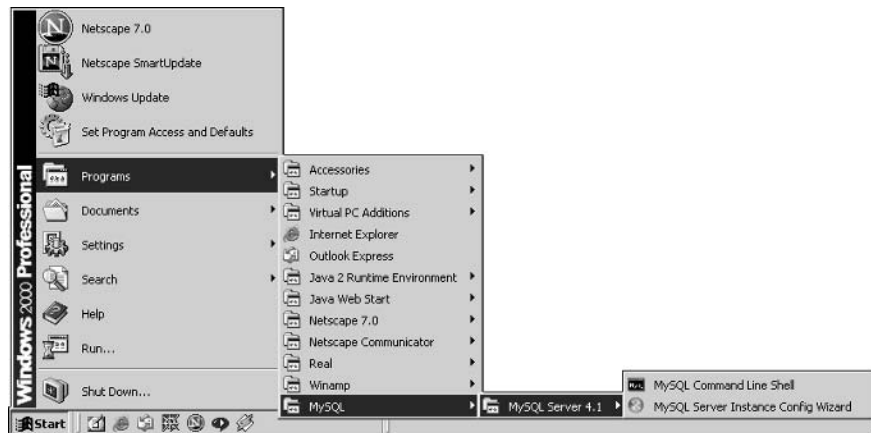 Windows 2000 Professional
Netscape 7.0
Netscape SmartUpdate
Windows Update
Set Program Access and Defaults
Programs
Documents
Settings
Search
Help
Run...
Shut Down...
Accessories
Startup
Virtual PC Additions
Internet Explorer
Outlook Express
Java 2 Runtime Environment
Java Web Start
Netscape 7.0
Netscape Communicator
Real
Winamp
MySQL
MySQL Server 4.1
MySQL Command Line Shell
MySQL Server Instance Config Wizard
Start